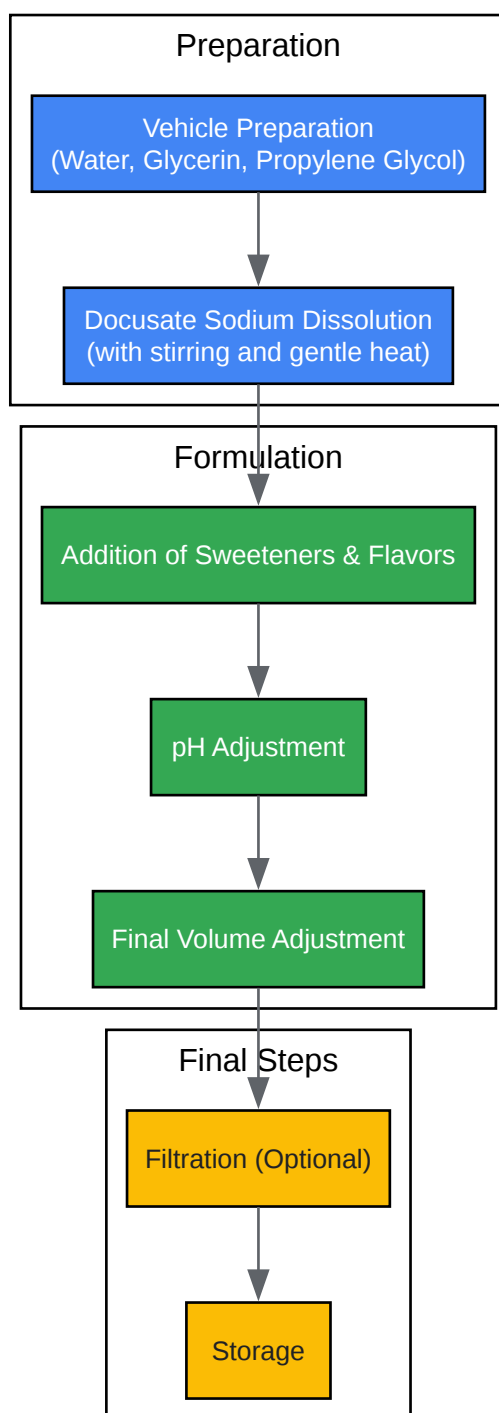 Preparation
Vehicle Preparation
(Water, Glycerin, Propylene Glycol)
Docusate Sodium Dissolution
(with stirring and gentle heat)
Formulation
Addition of Sweeteners & Flavors
pH Adjustment
Final Volume Adjustment
Final Steps
Filtration (Optional)
Storage